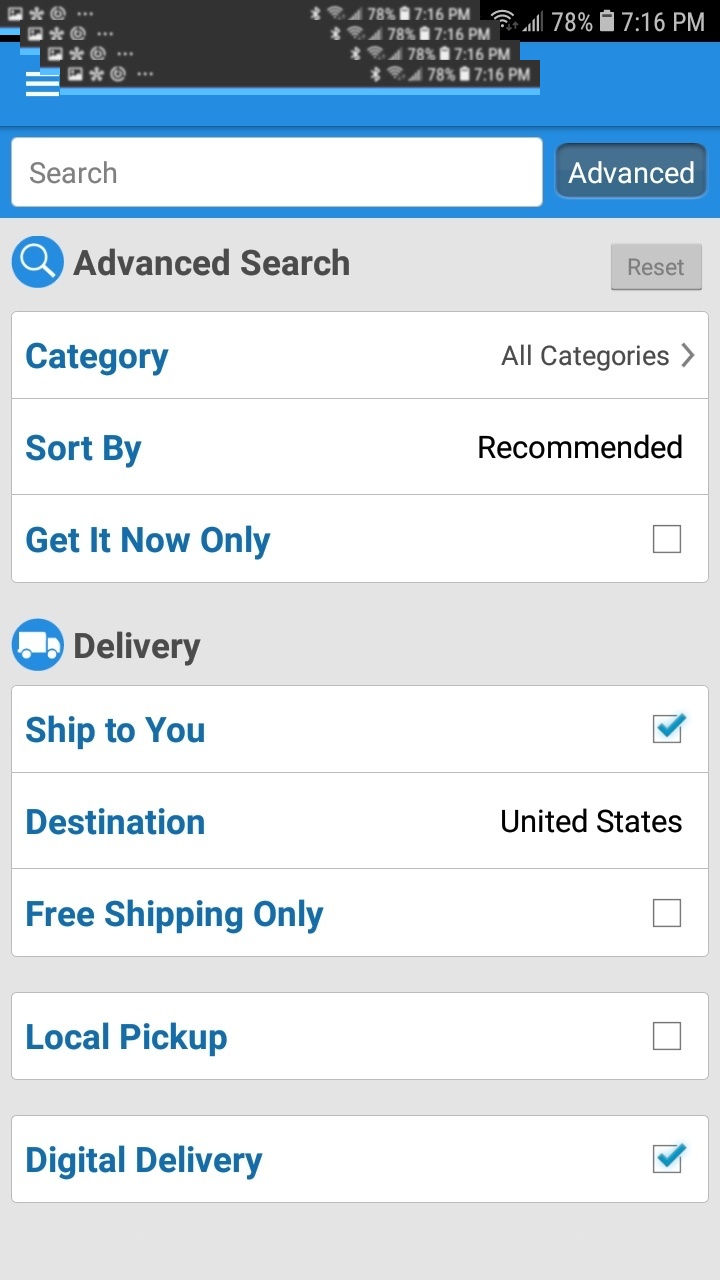 78% 7:16 PM
78% 7:16 PM
78% 7:16 PM
78% 7:16 PM
78% 7:16 PM
Search
Advanced
Advanced Search
Reset
Category
All Categories
Sort By
Recommended
Get It Now Only
Delivery
Ship to You
Destination
United States
Free Shipping Only
Local Pickup
Digital Delivery